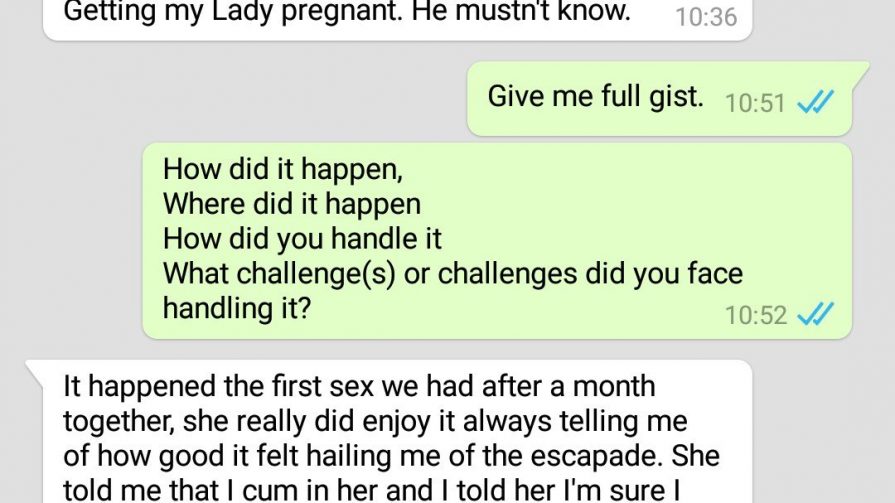 Getting my Lady pregnant. He mustn't know.
10:36
Give me full gist. 10:51
How did it happen,
Where did it happen
How did you handle it
What challenge(s) or challenges did you face
handling it?
10:52
It happened the first sex we had after a month
together, she really did enjoy it always telling me
of how good it felt hailing me of the escapade. She
told me that I cum in her and I told her I'm sure I